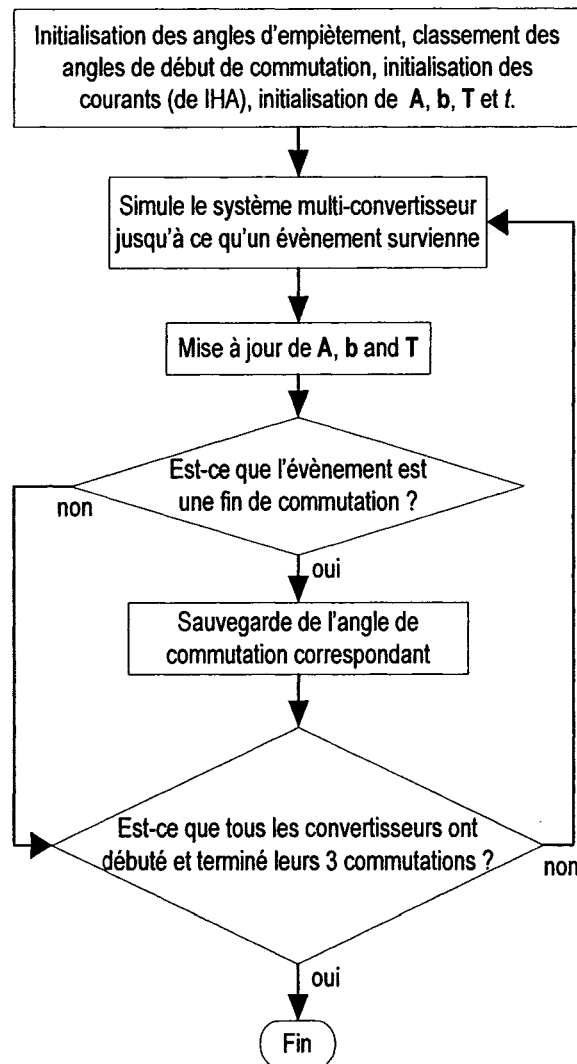 Initialisation des angles d'empiètement, classement des
angles de début de commutation, initialisation des
courants (de IHA), initialisation de A, b, T et t.
Simule le système multi-convertisseur
jusqu'à ce qu'un évènement survienne
Mise à jour de A, b and T
Est-ce que l'évènement est
une fin de commutation ?
non
oui
Sauvegarde de l'angle de
commutation correspondant
Est-ce que tous les convertisseurs ont
débuté et terminé leurs 3 commutations ?
non
oui
Fin